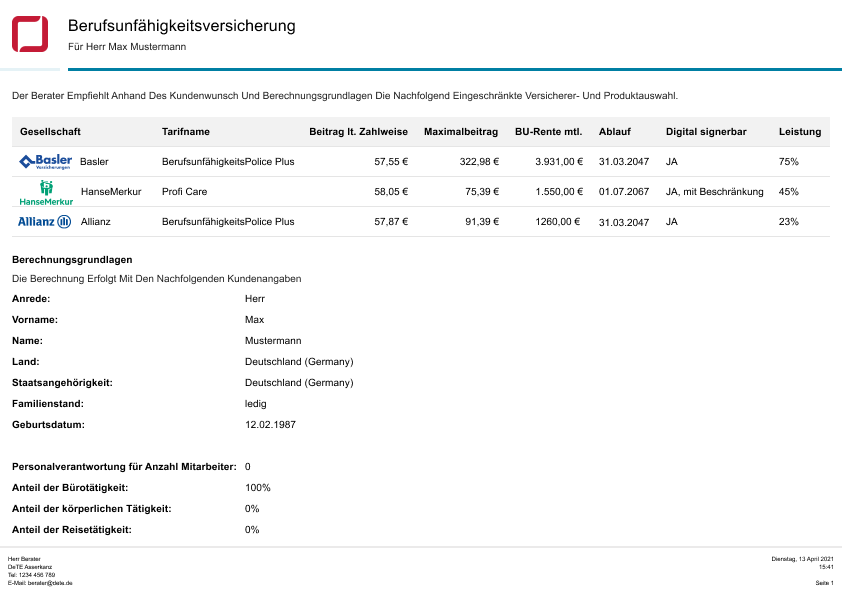 Berufsunfähigkeitsversicherung
Für Herr Max Mustermann
Der Berater Empfiehlt Anhand Des Kundenwunsch Und Berechnungsgrundlagen Die Nachfolgend Eingeschränkte Versicherer- Und Produktauswahl.
Gesellschaft Tarifname Beitrag lt. Zahlweise Maximalbeitrag BU-Rente mtl. Ablauf Digital signerbar Leistung
Basler Versicherungen Basler BerufsunfähigkeitsPolice Plus 57,55 € 322,98 € 3.931,00 € 31.03.2047 JA 75%
HanseMerkur HanseMerkur Profi Care 58,05 € 75,39 € 1.550,00 € 01.07.2067 JA, mit Beschränkung 45%
Allianz Allianz BerufsunfähigkeitsPolice Plus 57,87 € 91,39 € 1260,00 € 31.03.2047 JA 23%
Berechnungsgrundlagen
Die Berechnung Erfolgt Mit Den Nachfolgenden Kundenangaben
Anrede: Herr
Vorname: Max
Name: Mustermann
Land: Deutschland (Germany)
Staatsangehörigkeit: Deutschland (Germany)
Familienstand: ledig
Geburtsdatum: 12.02.1987
Personalverantwortung für Anzahl Mitarbeiter: 0
Anteil der Bürotätigkeit: 100%
Anteil der körperlichen Tätigkeit: 0%
Anteil der Reisetätigkeit: 0%
Herr Berater Dienstag, 13 April 2021
DeTE Asserkanz 15:41
Tel: 1234 456 789
E-Mail: berater@dete.de Seite 1